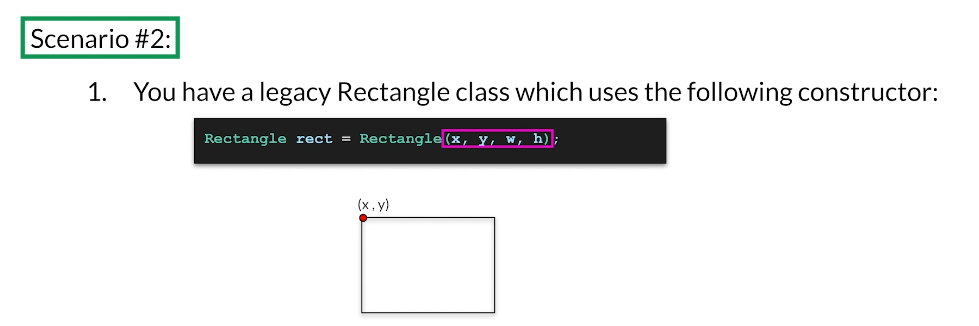 Scenario #2:
1. You have a legacy Rectangle class which uses the following constructor:
Rectangle rect = Rectangle(x, y, w, h);
(x , y)